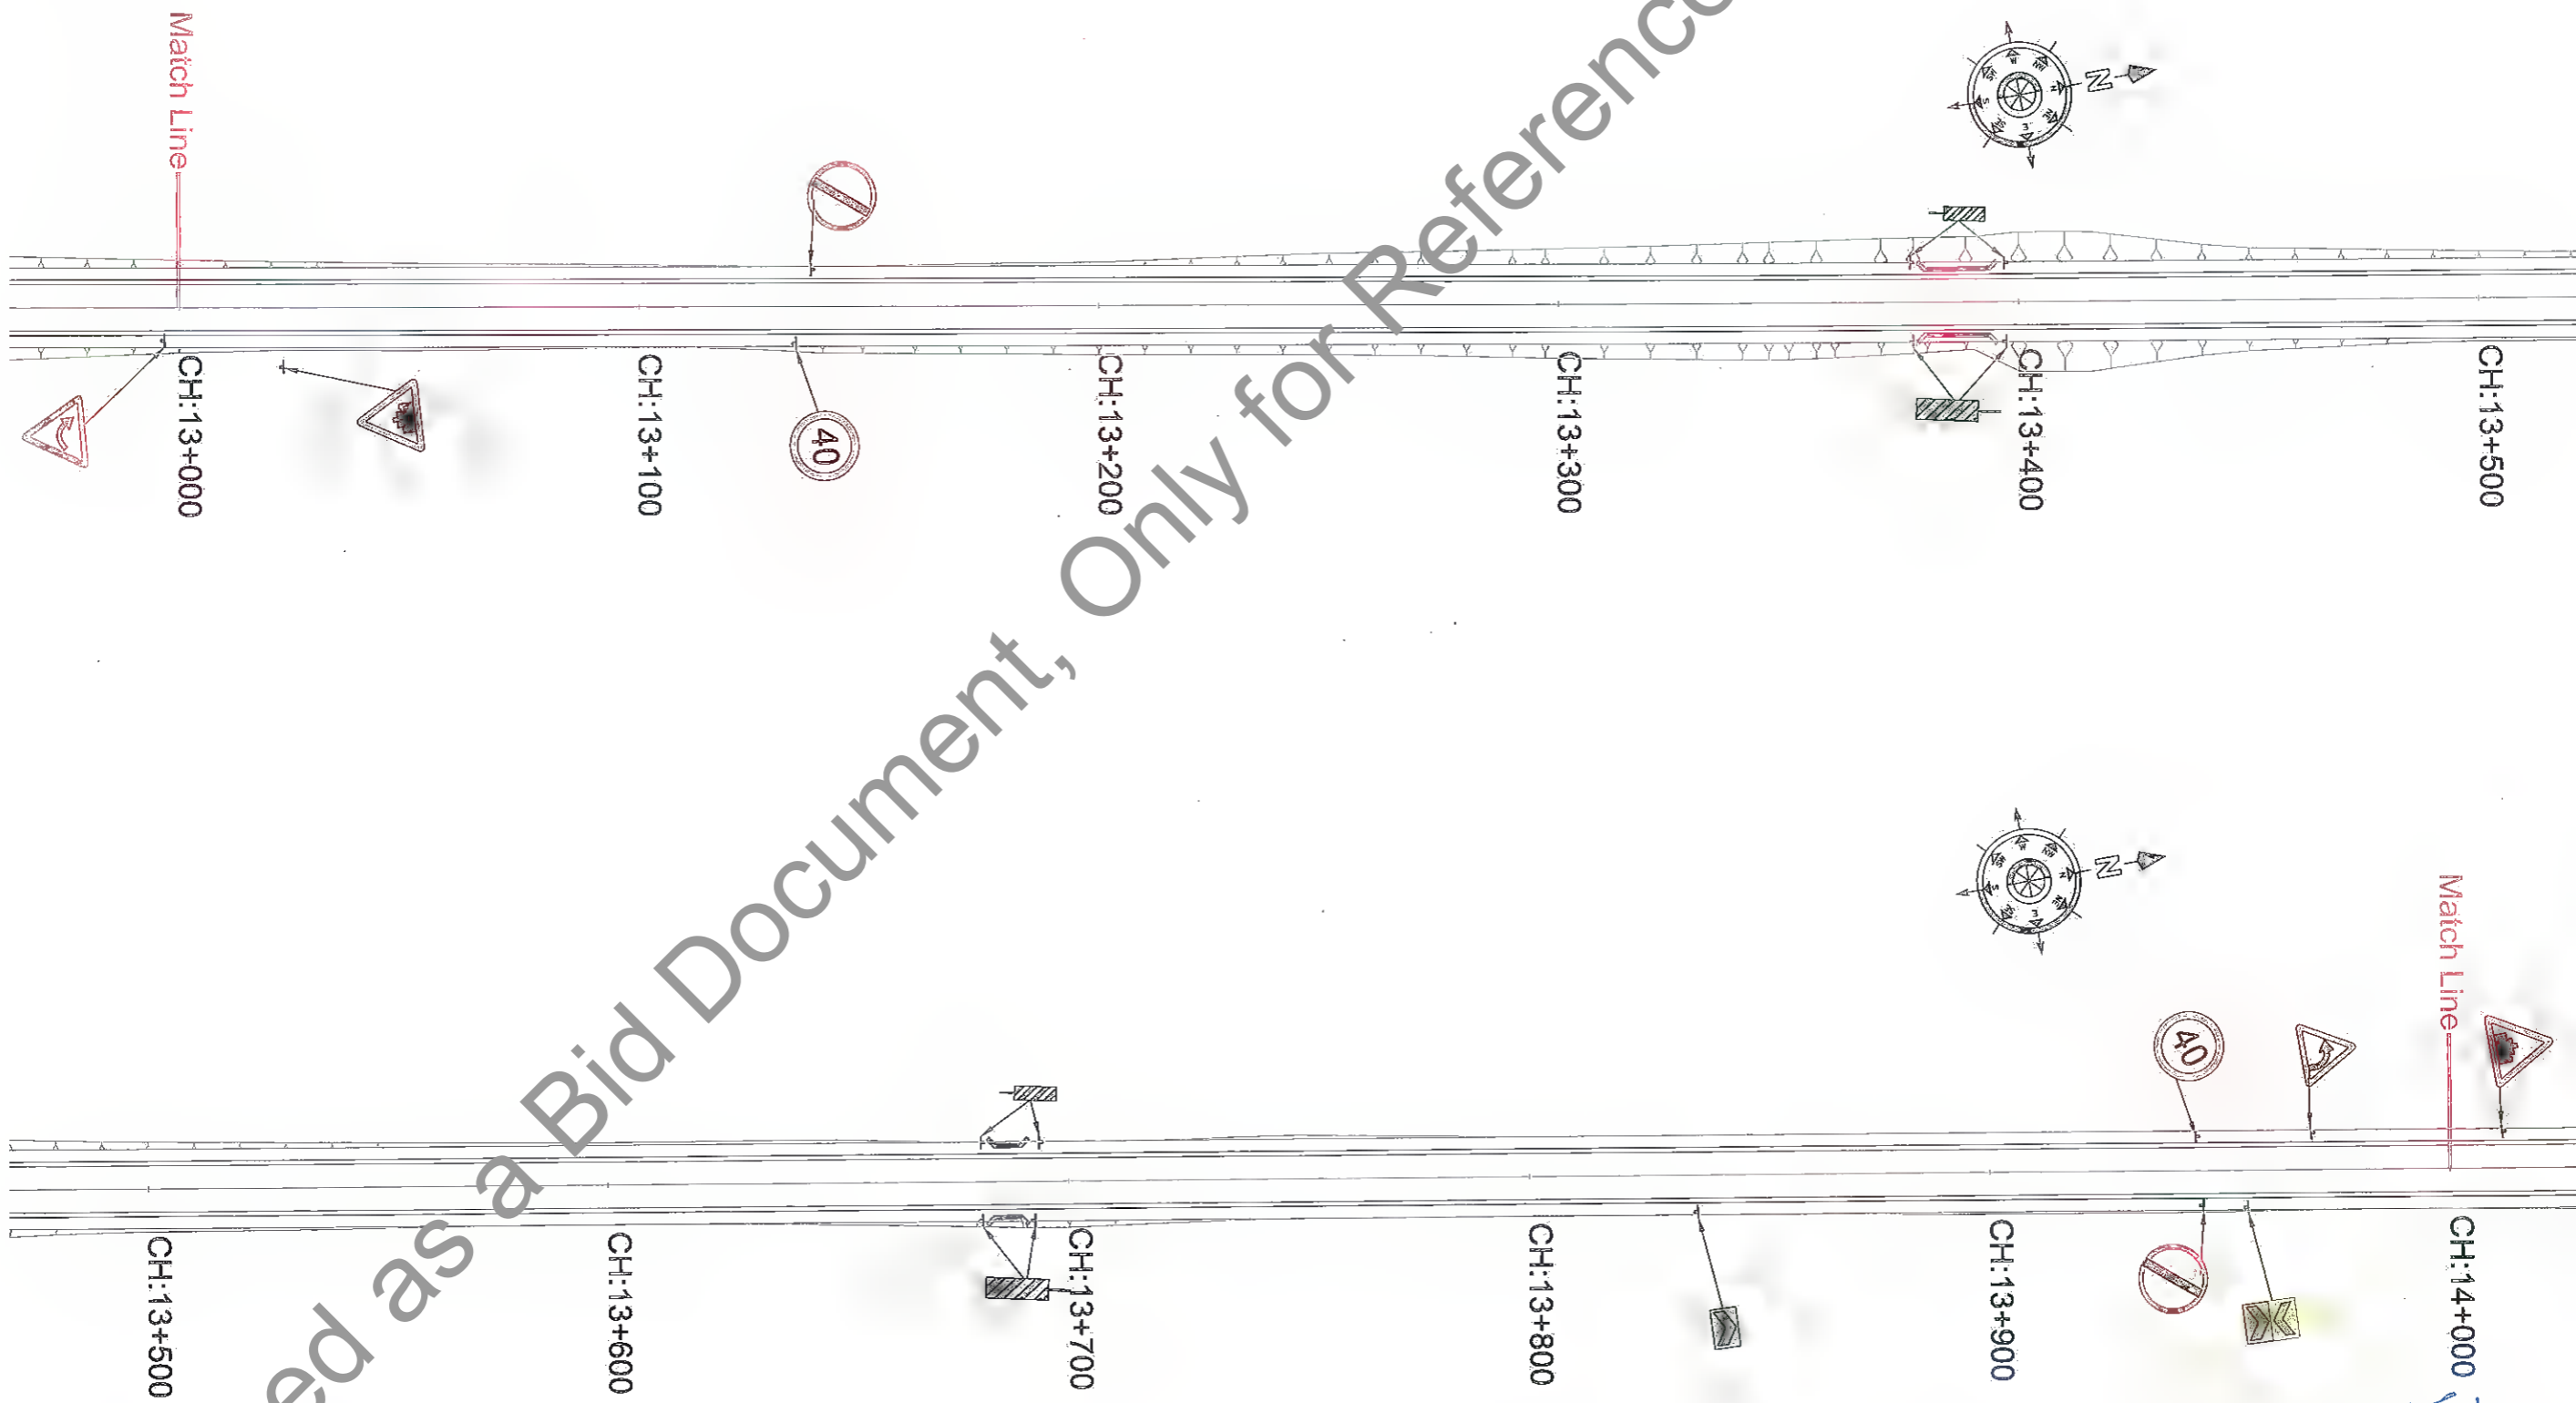 Match Line
N
40
CH:13+000
CH:13+100
CH:13+200
CH:13+300
CH:13+400
CH:13+500
ed as a Bid Document, Only for Reference
N
Match Line
40
CH:13+500
CH:13+600
CH:13+700
CH:13+800
CH:13+900
CH:14+000